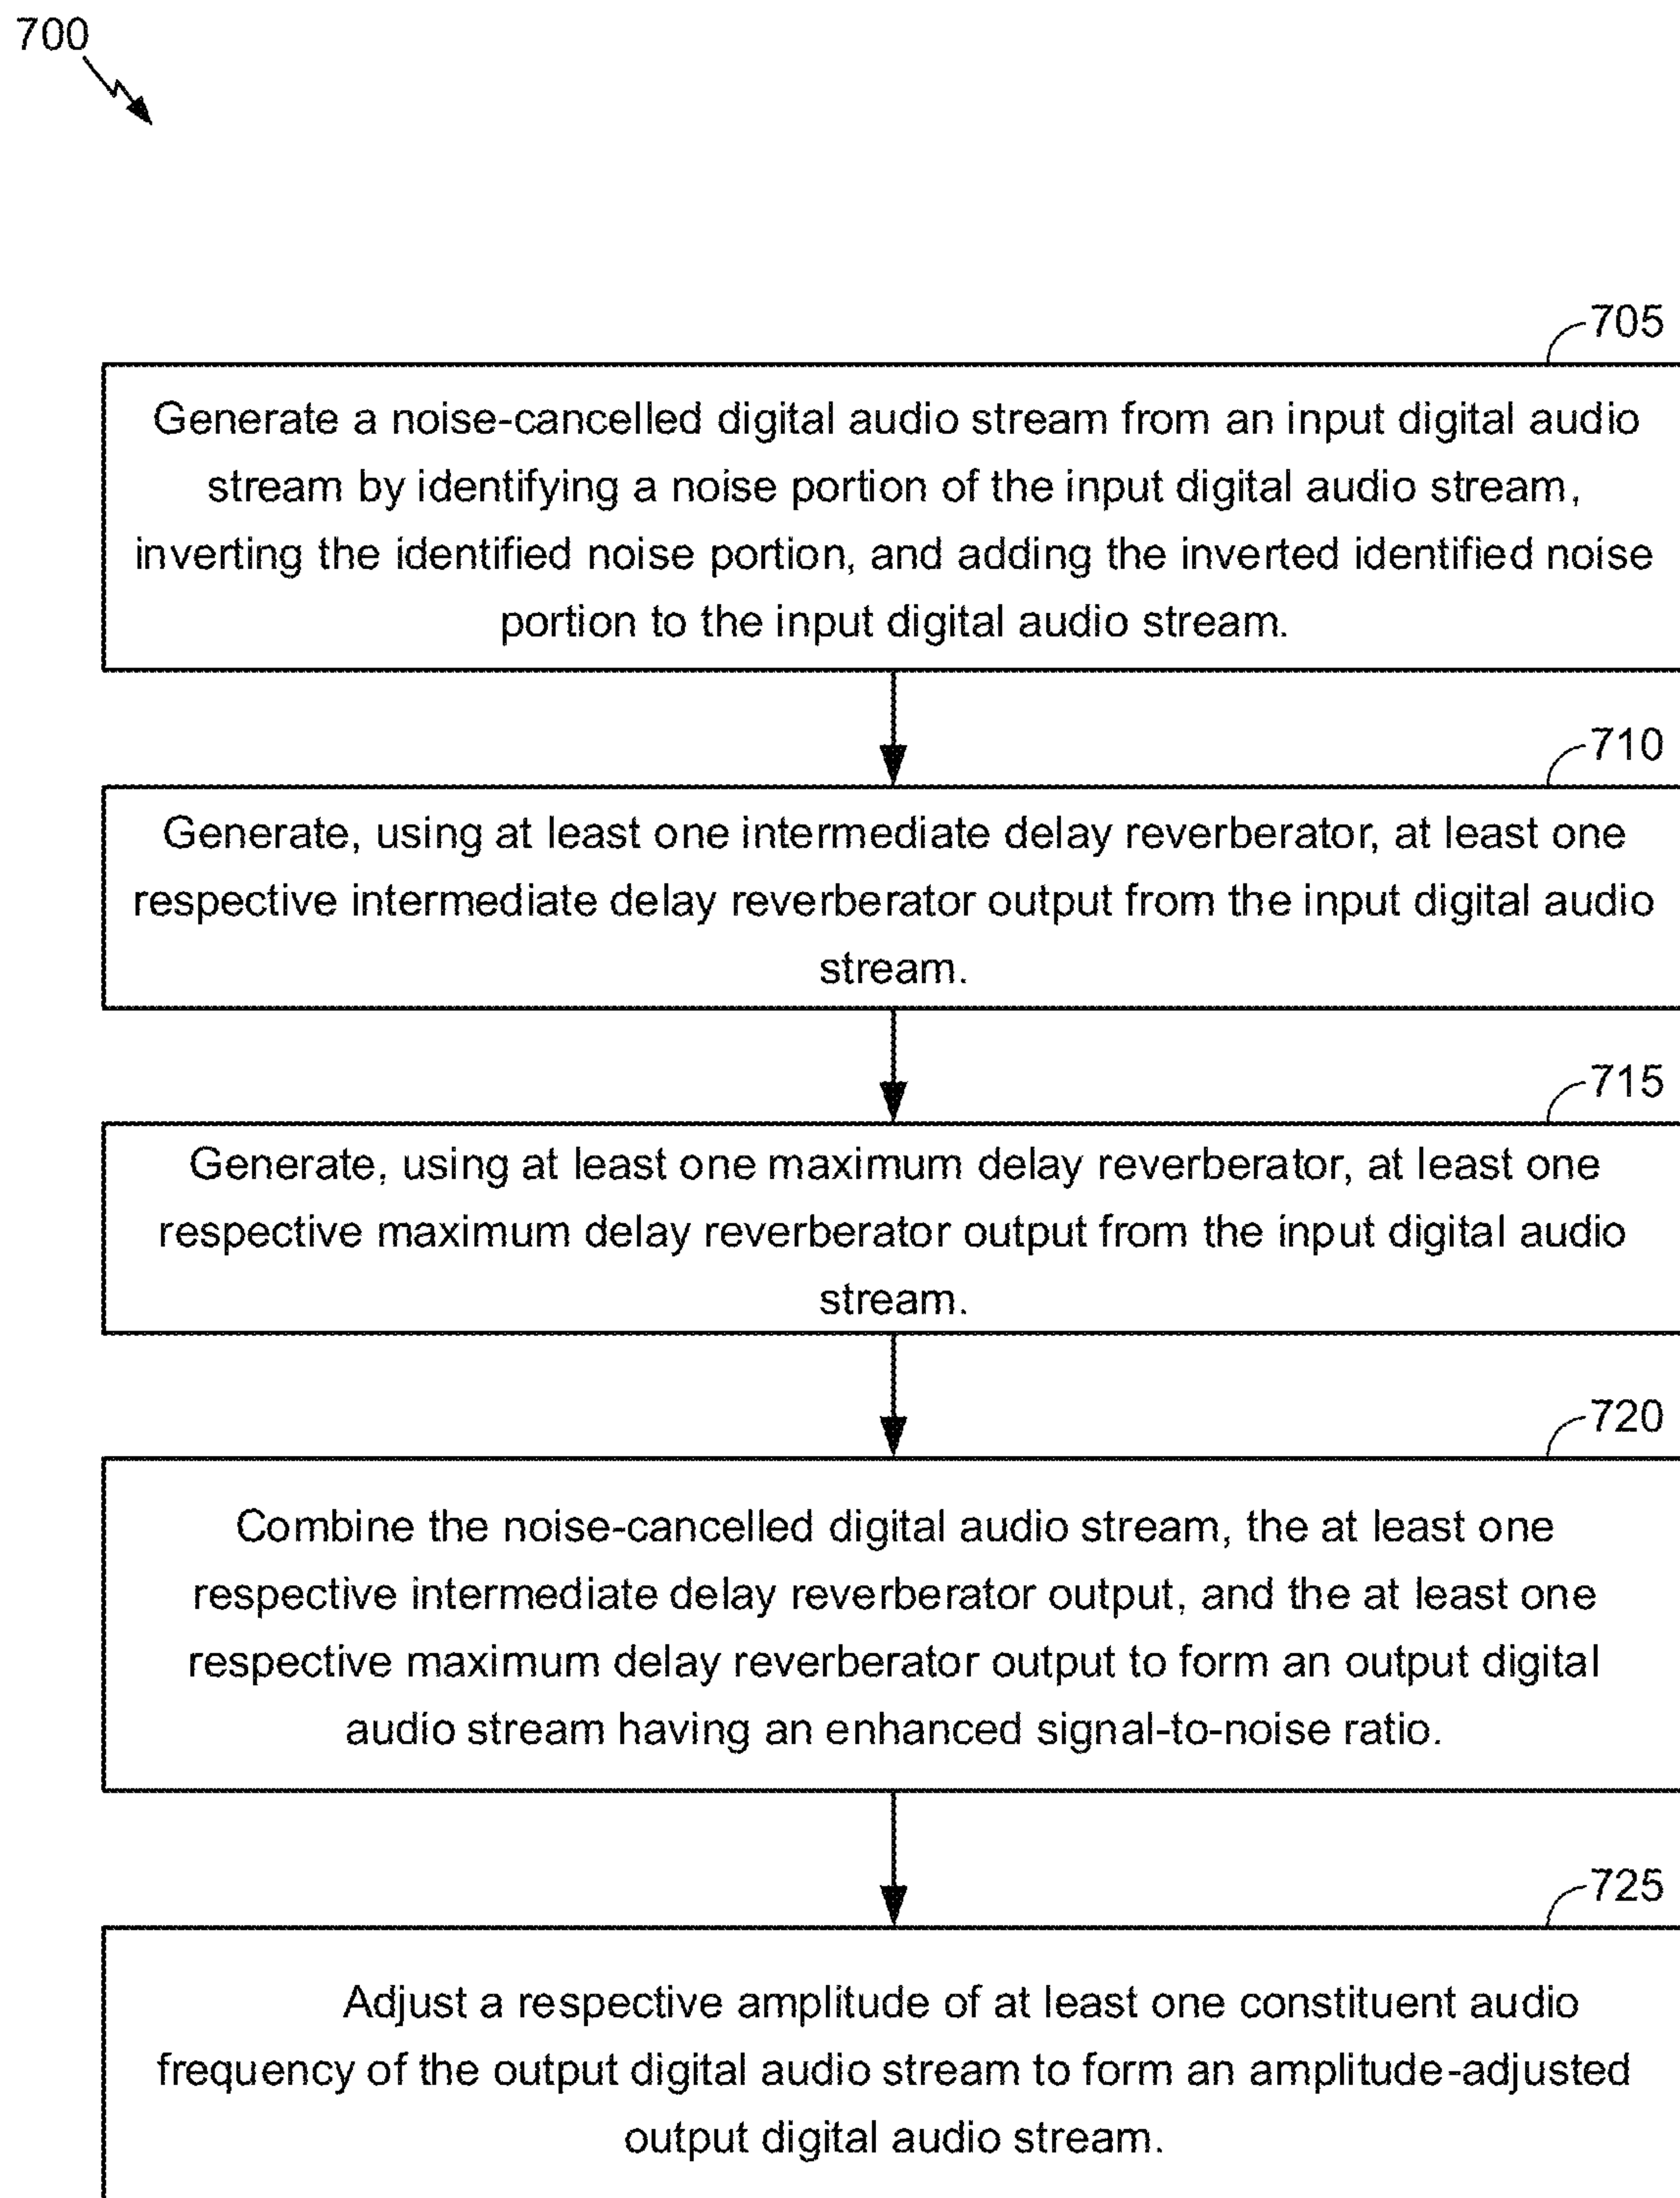 700
705
Generate a noise-cancelled digital audio stream from an input digital audio
stream by identifying a noise portion of the input digital audio stream,
inverting the identified noise portion, and adding the inverted identified noise
portion to the input digital audio stream.
710
Generate, using at least one intermediate delay reverberator, at least one
respective intermediate delay reverberator output from the input digital audio
stream.
715
Generate, using at least one maximum delay reverberator, at least one
respective maximum delay reverberator output from the input digital audio
stream.
720
Combine the noise-cancelled digital audio stream, the at least one
respective intermediate delay reverberator output, and the at least one
respective maximum delay reverberator output to form an output digital
audio stream having an enhanced signal-to-noise ratio.
725
Adjust a respective amplitude of at least one constituent audio
frequency of the output digital audio stream to form an amplitude-adjusted
output digital audio stream.